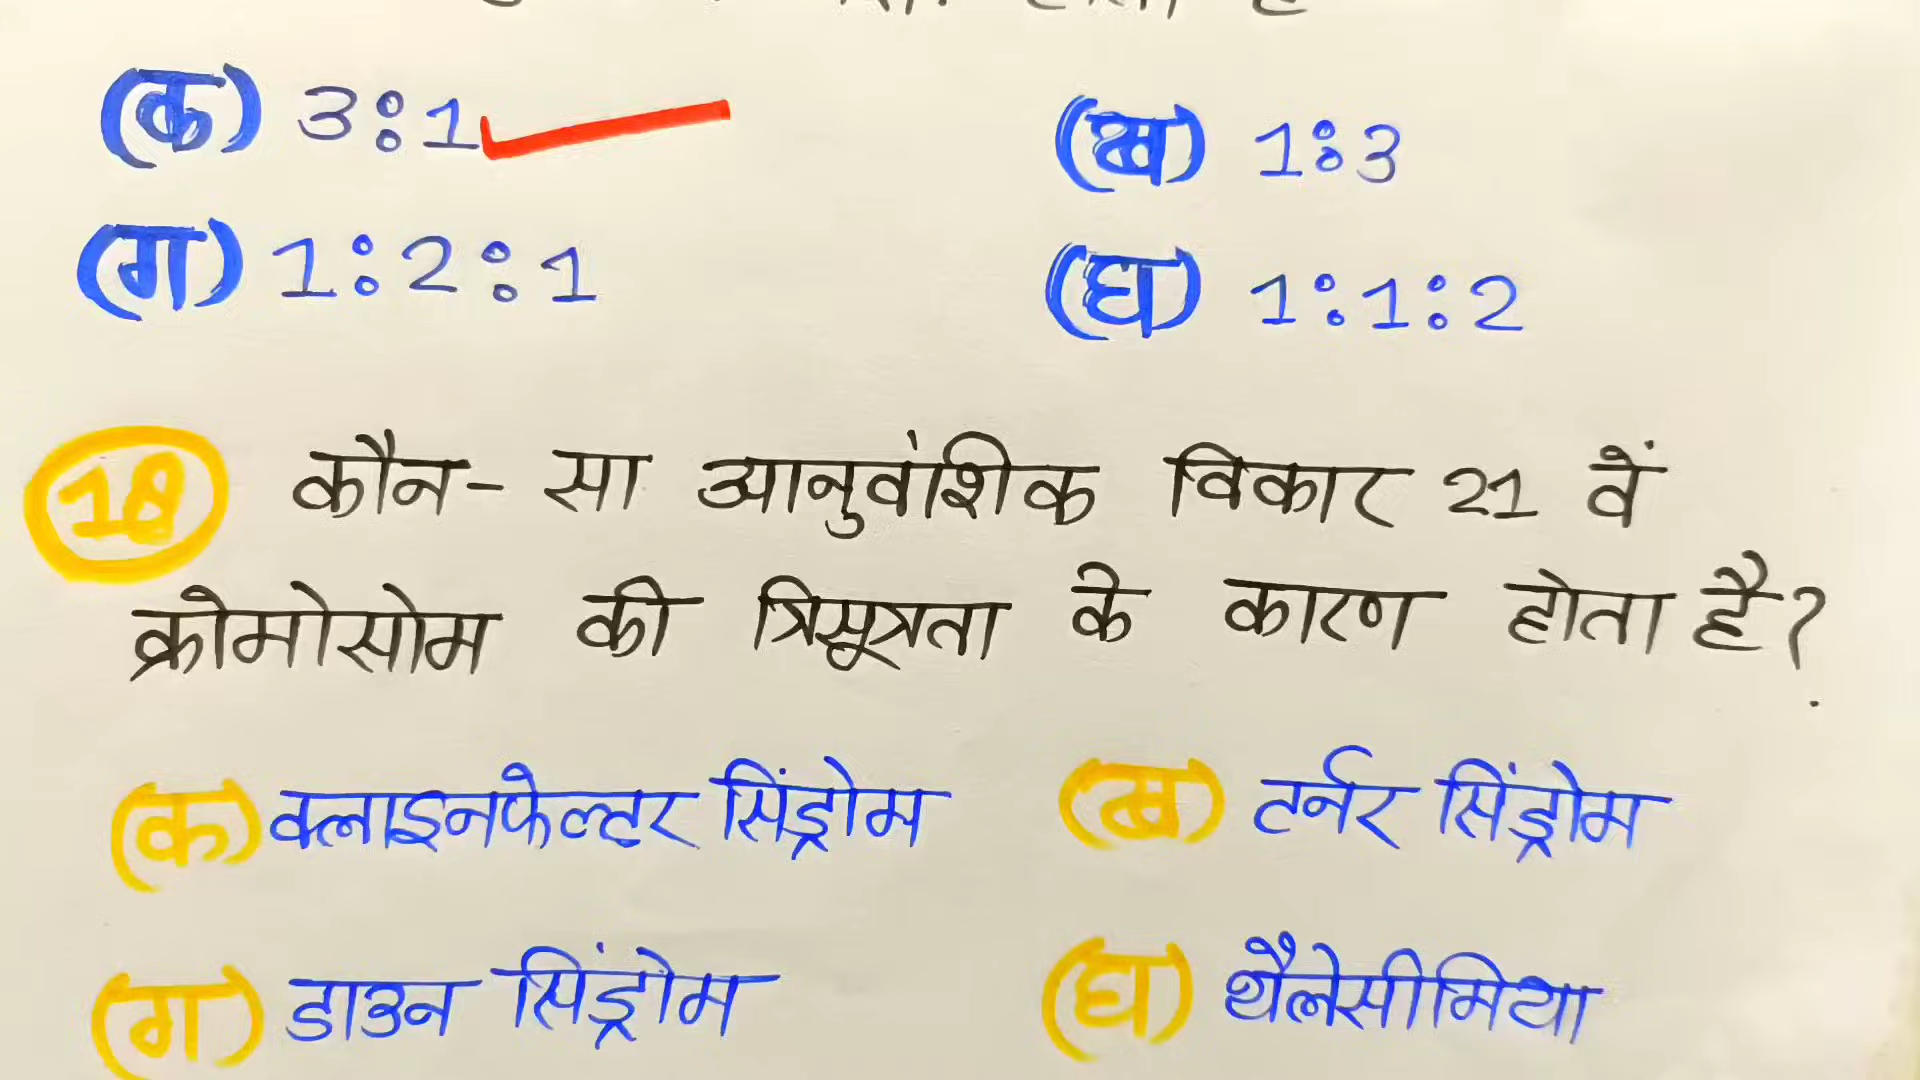 (क) 3:1 (ख) 1:3
(ग) 1:2:1 (घ) 1:1:2
18 कौन-सा आनुवंशिक विकार 21 वें
क्रोमोसोम की त्रिसूत्रता के कारण होता है?
(क) क्लाइनफेल्टर सिंड्रोम (ख) टर्नर सिंड्रोम
(ग) डाउन सिंड्रोम (घ) थैलेसीमिया